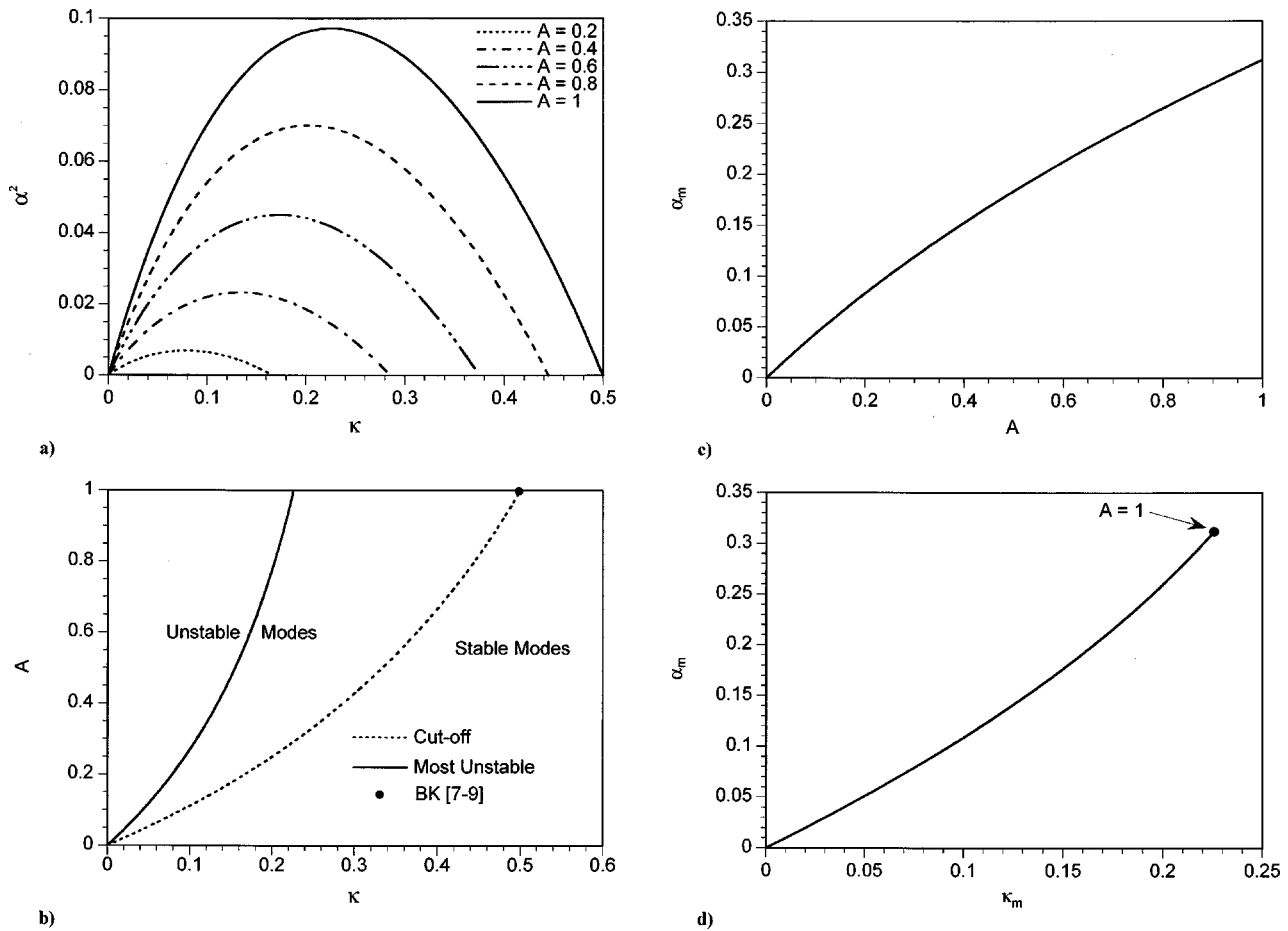 0.1
0.08
0.06
0.04
0.02
0
α²
0
0.1
0.2
0.3
0.4
0.5
κ
A = 0.2
A = 0.4
A = 0.6
A = 0.8
A = 1
a)
0.35
0.3
0.25
0.2
0.15
0.1
0.05
0
αm
0
0.2
0.4
0.6
0.8
1
A
c)
1
0.8
0.6
0.4
0.2
0
A
Unstable Modes
Stable Modes
Cut-off
Most Unstable
BK [7-9]
0
0.1
0.2
0.3
0.4
0.5
0.6
κ
b)
0.35
0.3
0.25
0.2
0.15
0.1
0.05
0
αm
A = 1
0
0.05
0.1
0.15
0.2
0.25
κm
d)